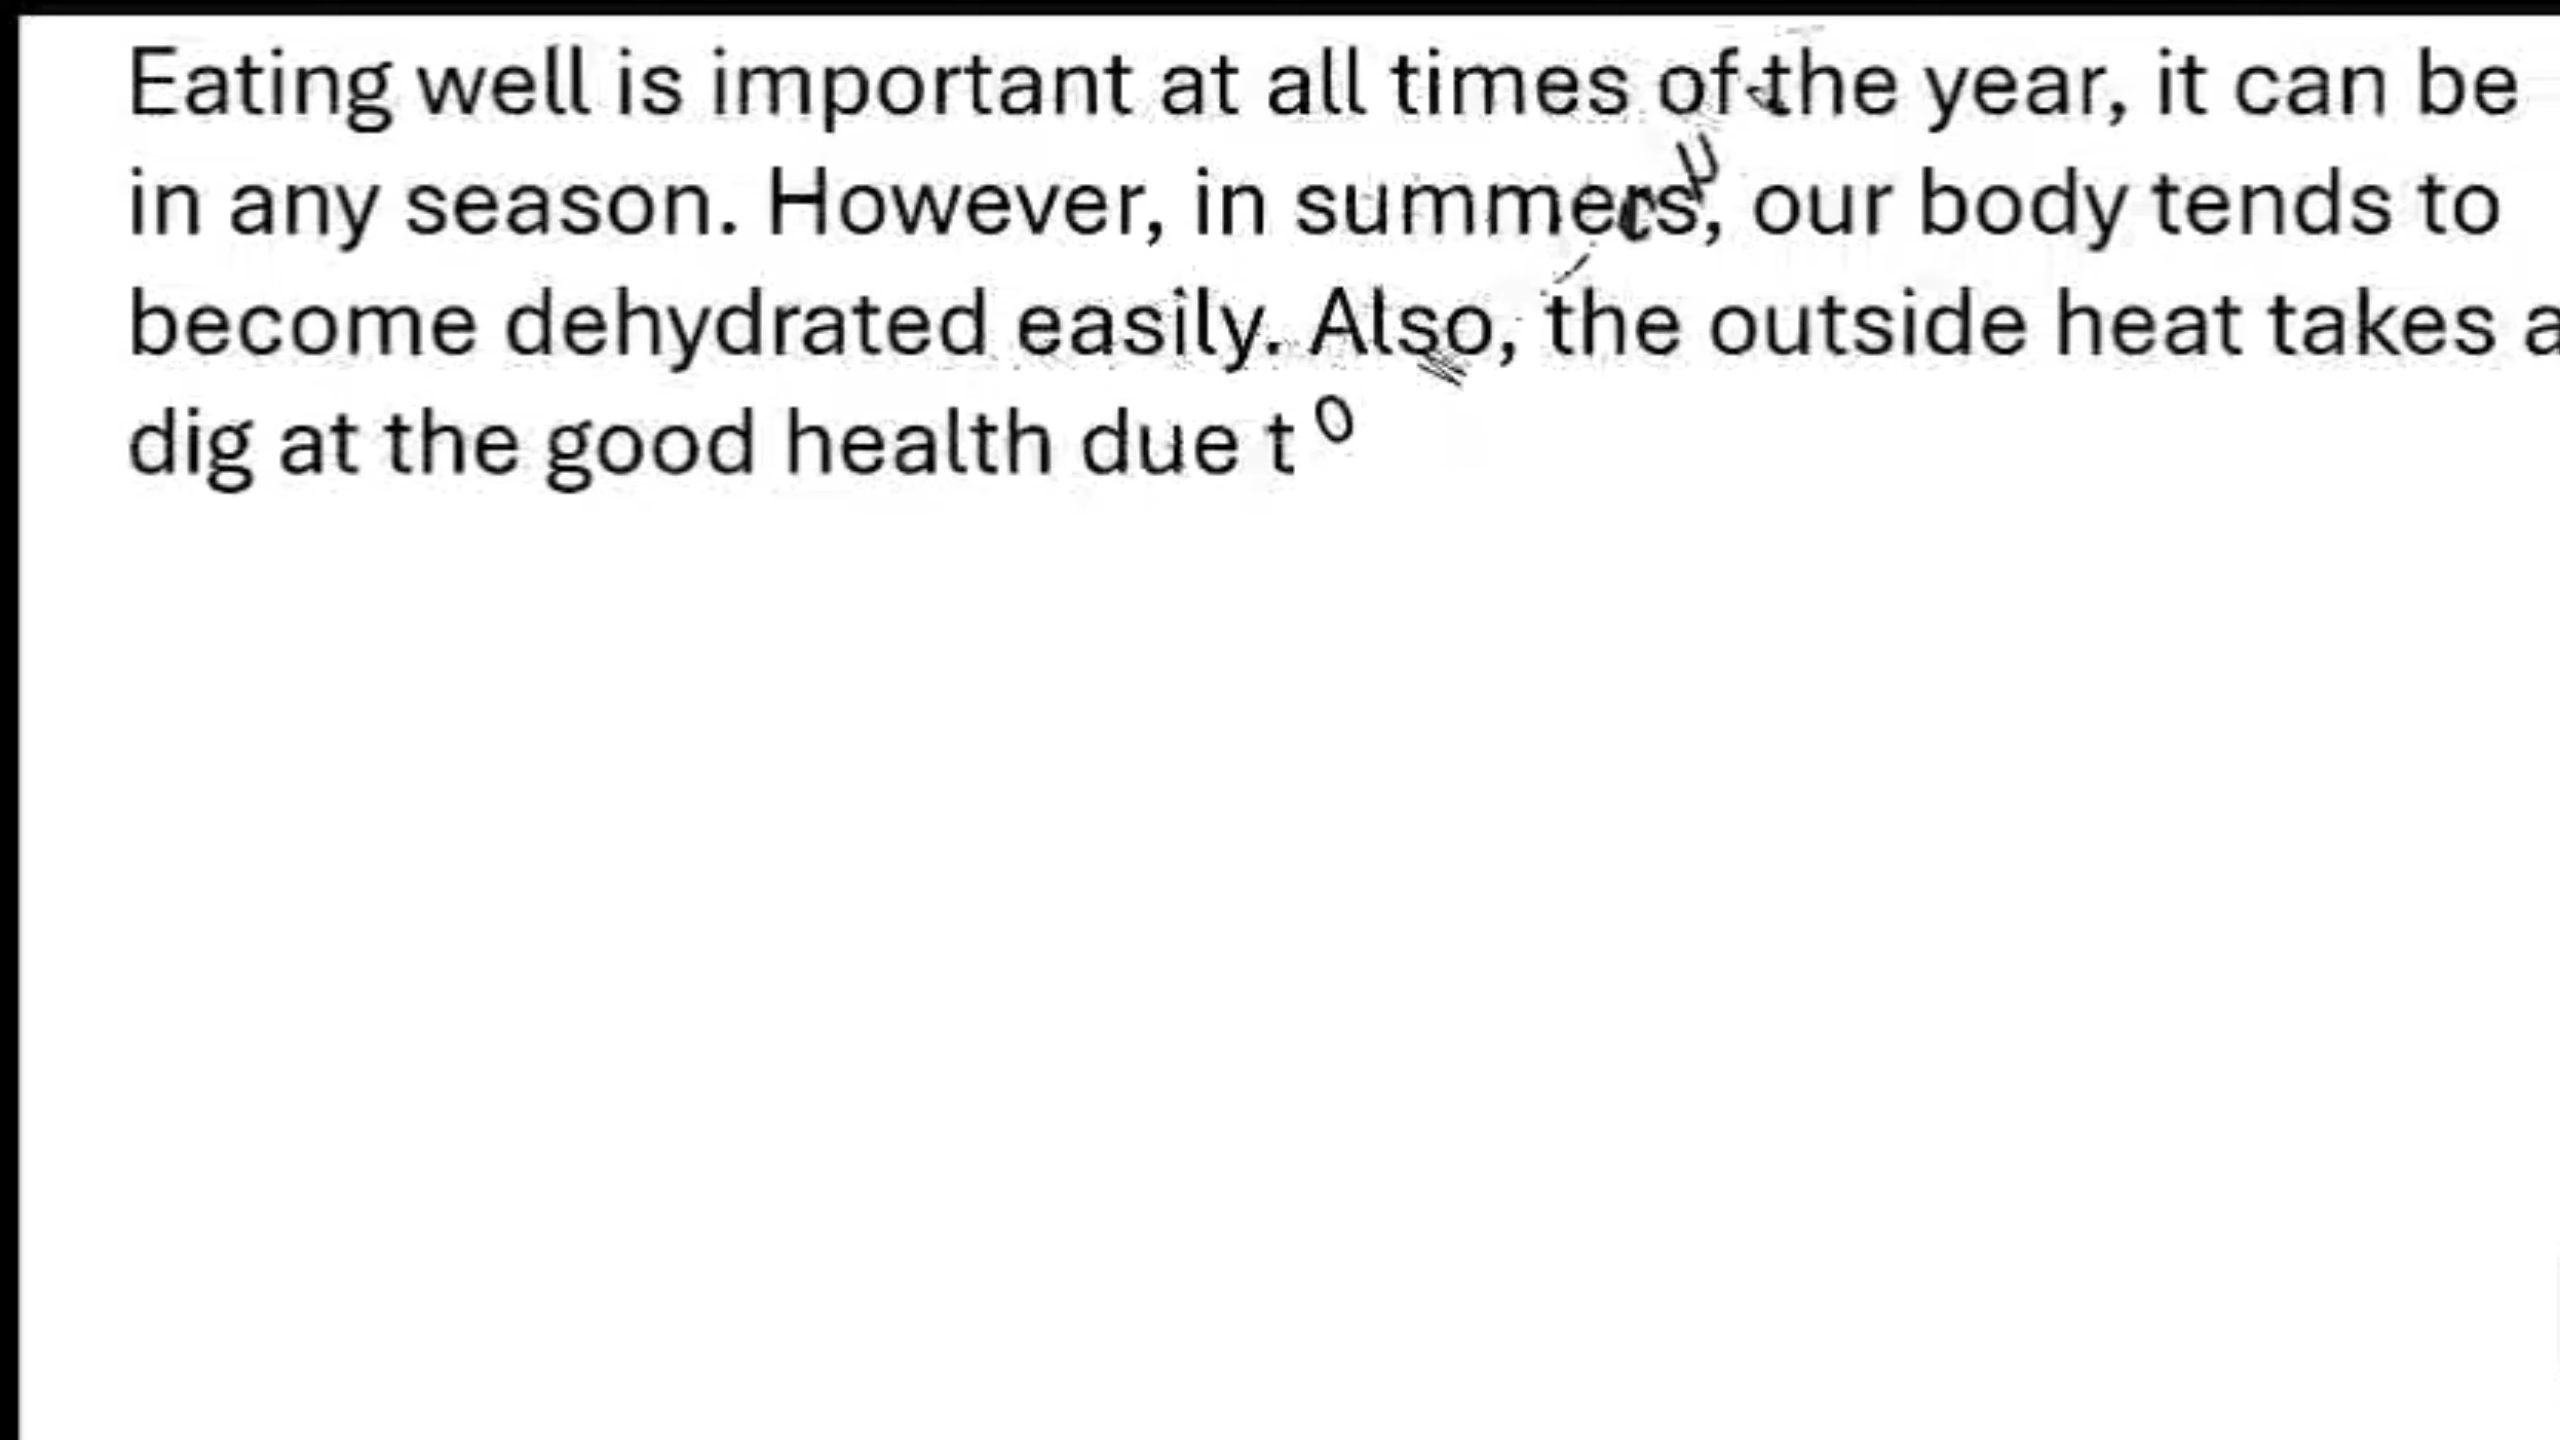 Eating well is important at all times of the year, it can be
in any season. However, in summers, our body tends to
become dehydrated easily. Also, the outside heat takes a
dig at the good health due to